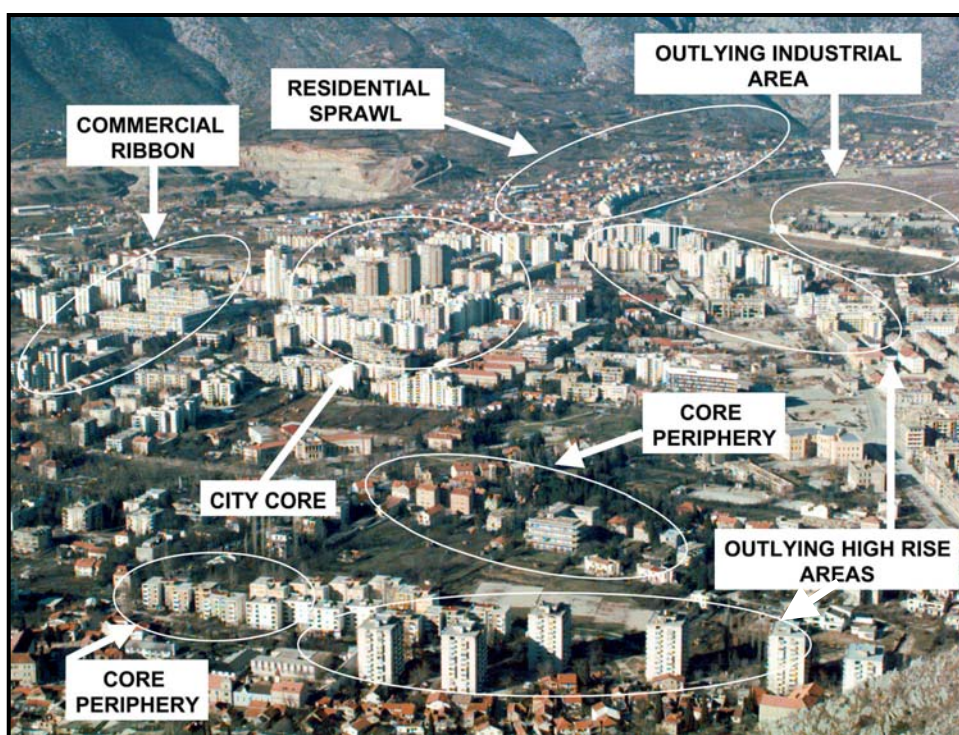 OUTLYING INDUSTRIAL
AREA
RESIDENTIAL
SPRAWL
COMMERCIAL
RIBBON
CORE
PERIPHERY
CITY CORE
OUTLYING HIGH RISE
AREAS
CORE
PERIPHERY